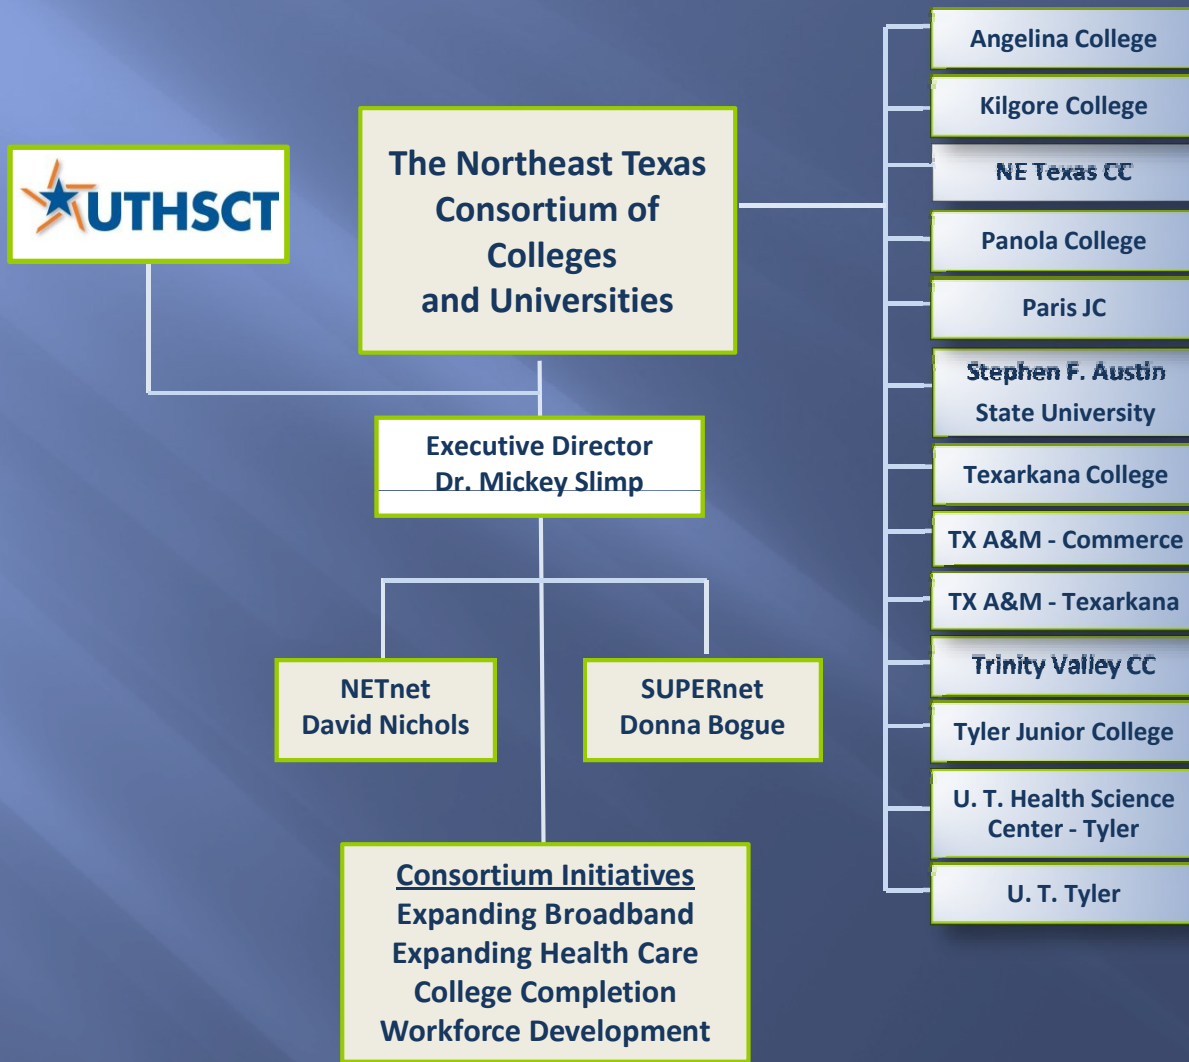 UTHSCT
The Northeast Texas
Consortium of
Colleges
and Universities
Executive Director
Dr. Mickey Slimp
NETnet
David Nichols
SUPERnet
Donna Bogue
Consortium Initiatives
Expanding Broadband
Expanding Health Care
College Completion
Workforce Development
Angelina College
Kilgore College
NE Texas CC
Panola College
Paris JC
Stephen F. Austin
State University
Texarkana College
TX A&M - Commerce
TX A&M - Texarkana
Trinity Valley CC
Tyler Junior College
U. T. Health Science
Center - Tyler
U. T. Tyler